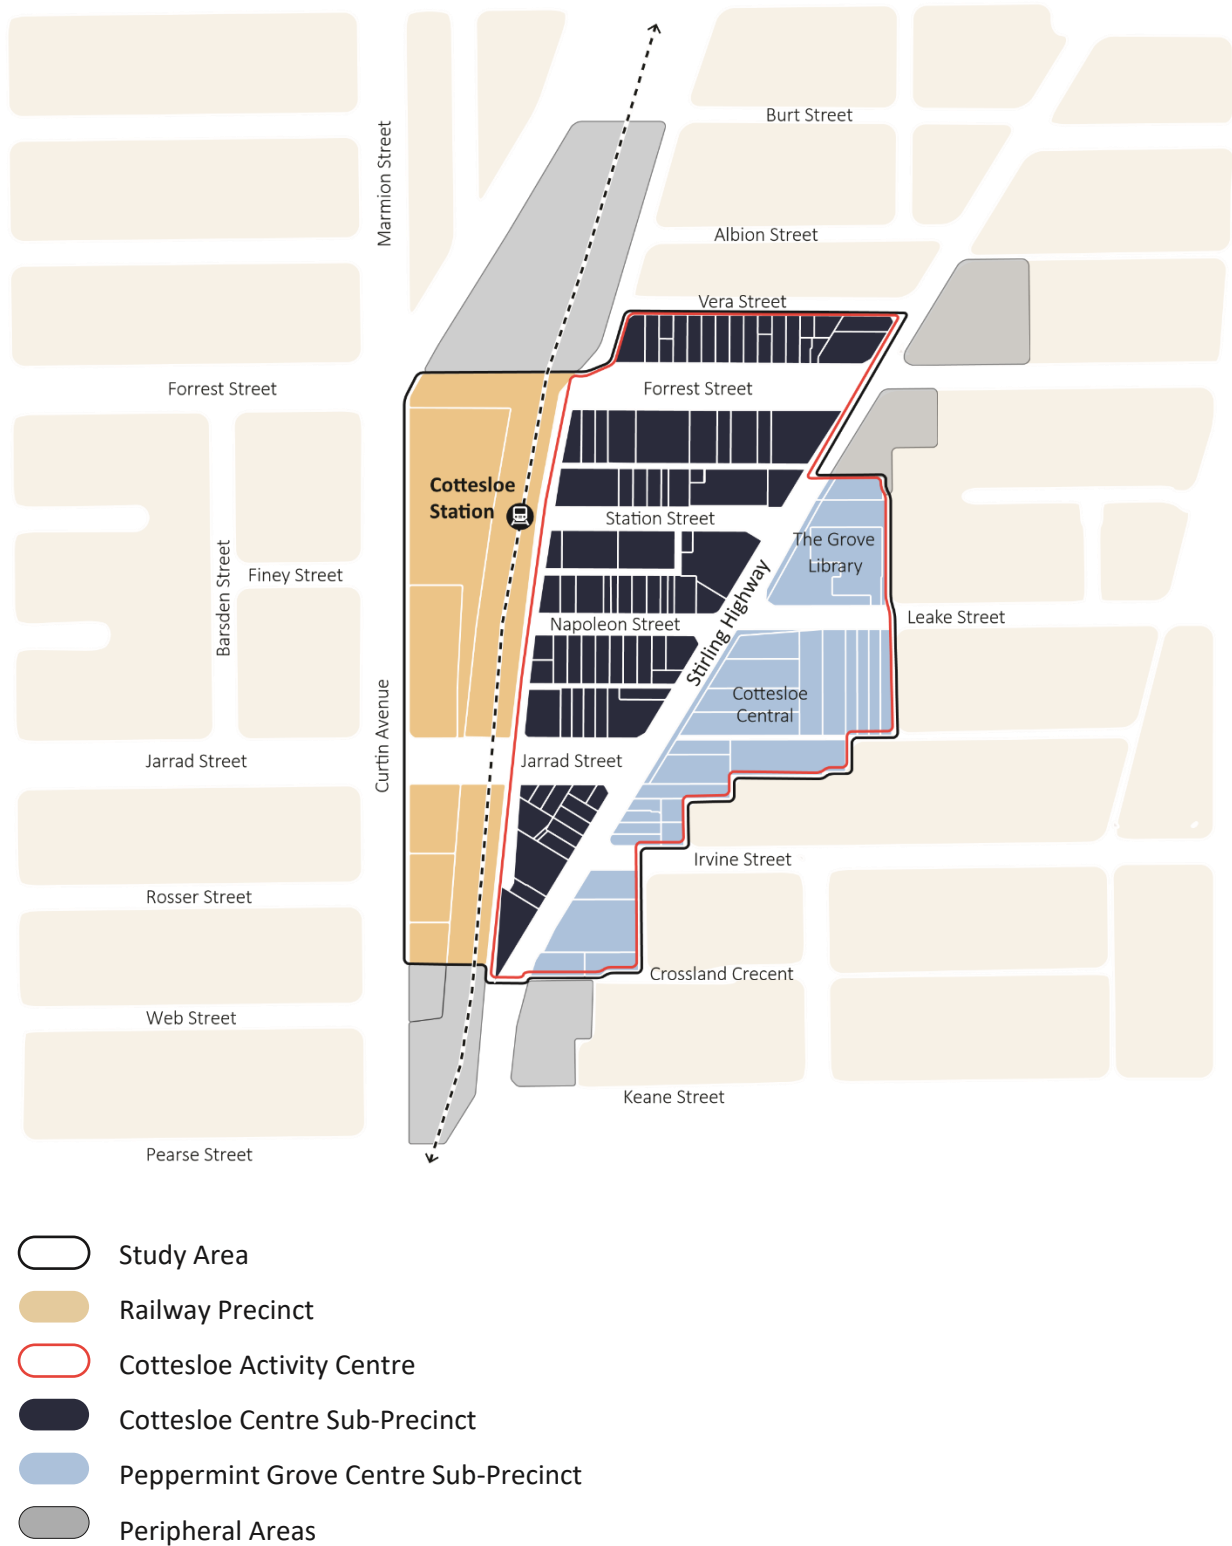 Burt Street
Marmion Street
Albion Street
Vera Street
Forrest Street
Forrest Street
Cottesloe
Station
Station Street
The Grove
Library
Barsden Street
Finey Street
Stirling Highway
Napoleon Street
Leake Street
Cottesloe
Central
Curtin Avenue
Jarrad Street
Jarrad Street
Irvine Street
Rosser Street
Crossland Crecent
Web Street
Keane Street
Pearse Street
Study Area
Railway Precinct
Cottesloe Activity Centre
Cottesloe Centre Sub-Precinct
Peppermint Grove Centre Sub-Precinct
Peripheral Areas